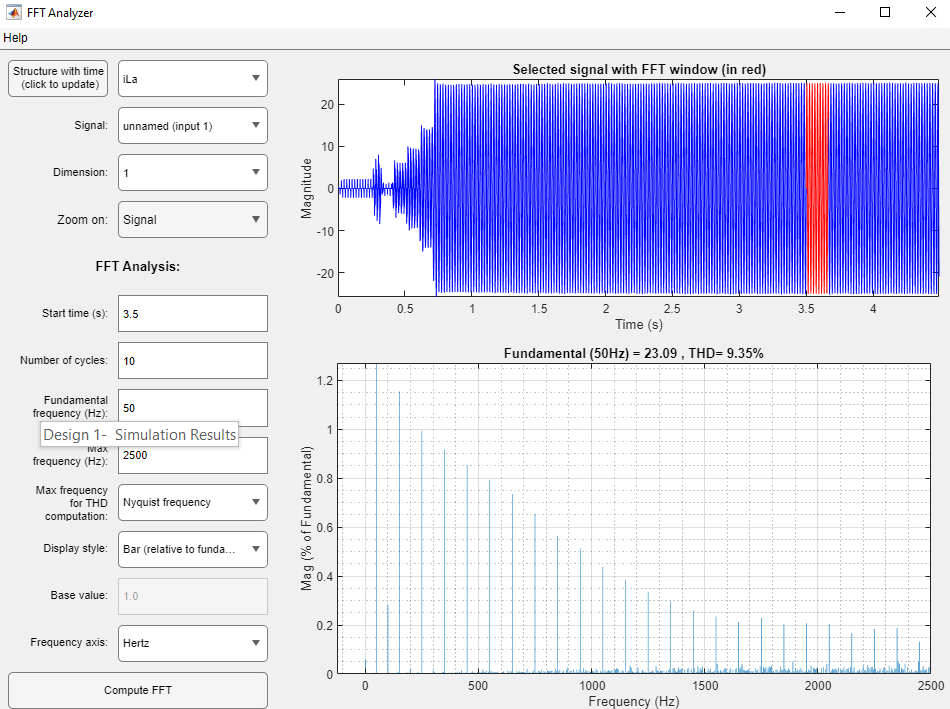 FFT Analyzer
Help
Structure with time
(click to update)
iLa
Signal:
unnamed (input 1)
Dimension:
1
Zoom on:
Signal
FFT Analysis:
Start time (s):
3.5
Number of cycles:
10
Fundamental
frequency (Hz):
50
Design 1-  Simulation Results
Max
frequency (Hz):
2500
Max frequency
for THD
computation:
Nyquist frequency
Display style:
Bar (relative to funda...
Base value:
1.0
Frequency axis:
Hertz
Compute FFT
Selected signal with FFT window (in red)
Magnitude
20
10
0
-10
-20
0 0.5 1 1.5 2 2.5 3 3.5 4
Time (s)
Fundamental (50Hz) = 23.09 , THD= 9.35%
Mag (% of Fundamental)
1.2
1
0.8
0.6
0.4
0.2
0
0 500 1000 1500 2000 2500
Frequency (Hz)